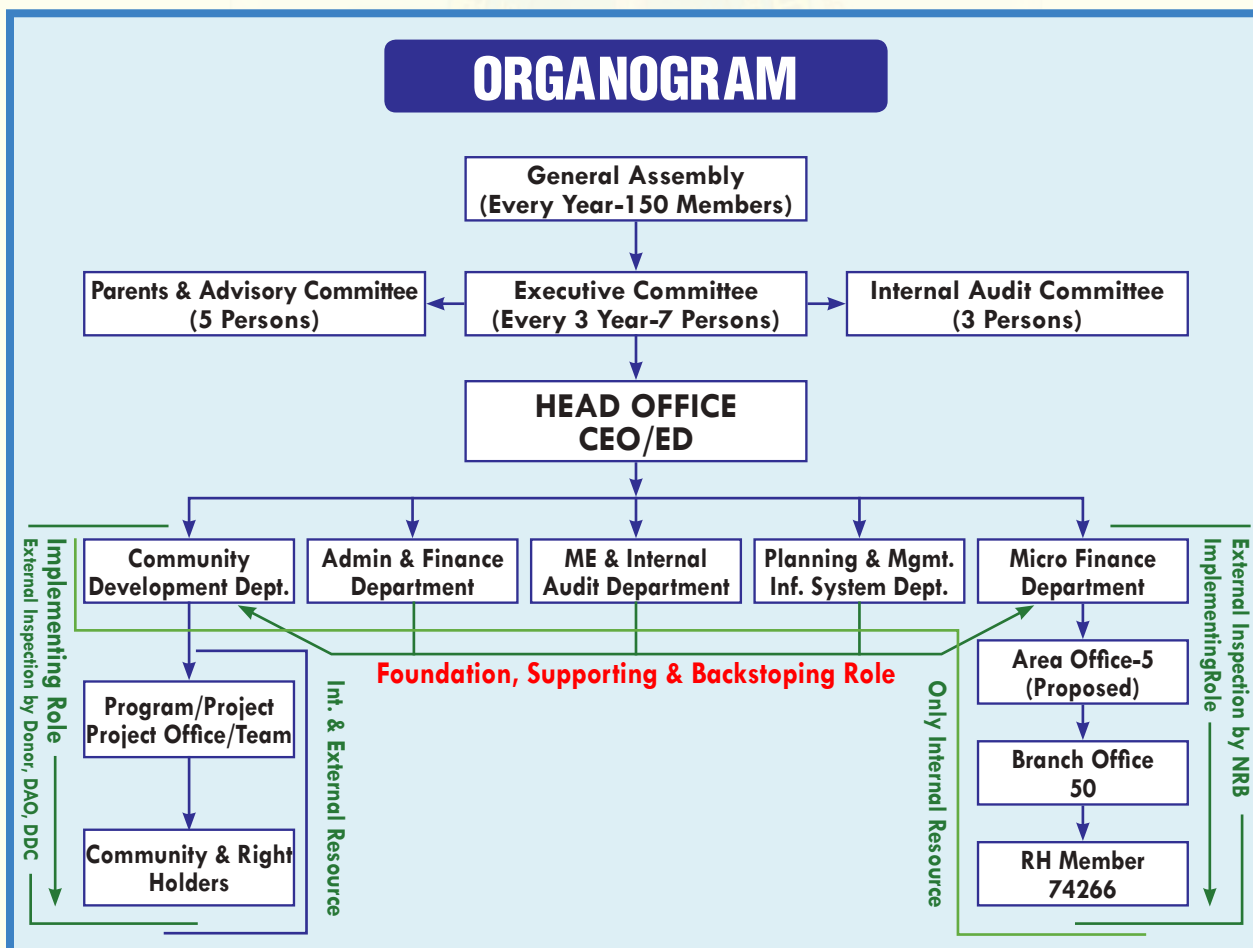 ORGANOGRAM
General Assembly
(Every Year-150 Members)
Parents & Advisory Committee
(5 Persons)
Executive Committee
(Every 3 Year-7 Persons)
Internal Audit Committee
(3 Persons)
HEAD OFFICE
CEO/ED
Community
Development Dept.
Admin & Finance
Department
ME & Internal
Audit Department
Planning & Mgmt.
Inf. System Dept.
Micro Finance
Department
Foundation, Supporting & Backstoping Role
Program/Project
Project Office/Team
Community & Right
Holders
Area Office-5
(Proposed)
Branch Office
50
RH Member
74266
Implementing Role
External Inspection by Donor, DAO, DDC
Int. & External Resource
Only Internal Resource
External Inspection by NRB
ImplementingRole